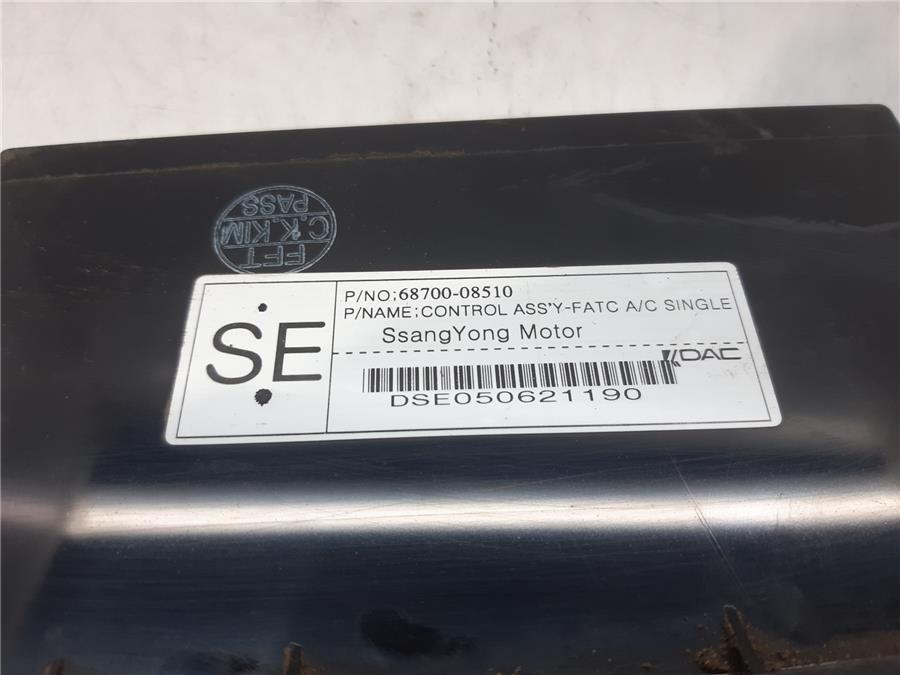 FFT
C.K.KIM
PASS
SE
P/NO;68700-08510
P/NAME;CONTROL ASS'Y-FATC A/C SINGLE
SsangYong Motor
DAC
DSE050621190